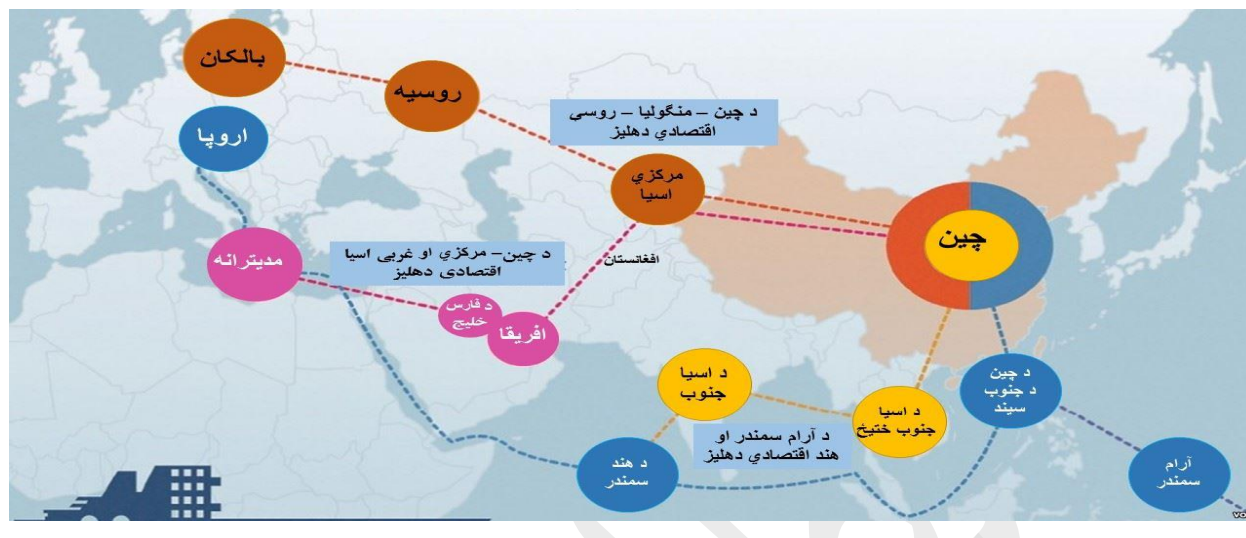 بالکان
روسیه
اروپا
د چین – منگولیا – روسي
اقتصادي دهلیز
مرکزي
اسیا
چین
مدیترانه
د چین– مرکزي او غربی اسیا
اقتصادی دهلیز
افغانستان
د فارس
خلیج
افریقا
د اسیا
جنوب
د اسیا
جنوب ختیځ
د چین
د جنوب
سیند
د آرام سمندر او
هند اقتصادي دهلیز
د هند
سمندر
آرام
سمندر